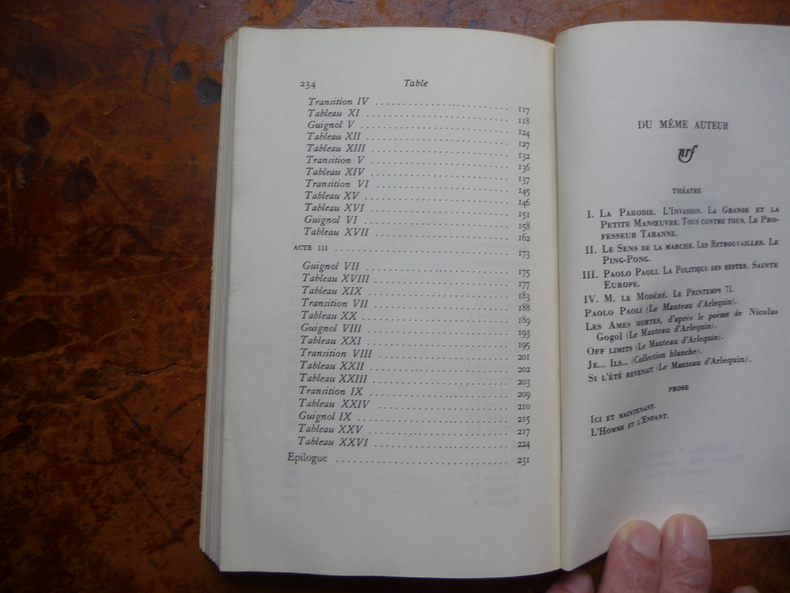 234 Table
Transition IV 117
Tableau XI 118
Guignol V 124
Tableau XII 127
Tableau XIII 132
Transition V 136
Tableau XIV 137
Transition VI 145
Tableau XV 146
Tableau XVI 151
Guignol VI 158
Tableau XVII 162
ACTE III 173
Guignol VII 175
Tableau XVIII 177
Tableau XIX 183
Transition VII 188
Tableau XX 189
Guignol VIII 193
Tableau XXI 195
Transition VIII 201
Tableau XXII 202
Tableau XXIII 203
Transition IX 209
Tableau XXIV 210
Guignol IX 215
Tableau XXV 217
Tableau XXVI 224
Epilogue 231
DU MÊME AUTEUR
nrf
THÉATRE
I. La Parodie. L'Invasion. La Grande et la
Petite Manœuvre. Tous contre tous. Le Pro-
fesseur Taranne.
II. Le Sens de la marche. Les Retrouvailles. Le
Ping-Pong.
III. Paolo Paoli. La Politique des restes. Sainte
Europe.
IV. M. le Modéré. Le Printemps 71.
Paolo Paoli (Le Manteau d'Arlequin).
Les Ames mortes, d'après le poème de Nicolas
Gogol (Le Manteau d'Arlequin).
Off limits (Le Manteau d'Arlequin).
Je... Ils... (Collection blanche).
Si l'été revenait (Le Manteau d'Arlequin).
PROSE
Ici et maintenant.
L'Homme et l'Enfant.